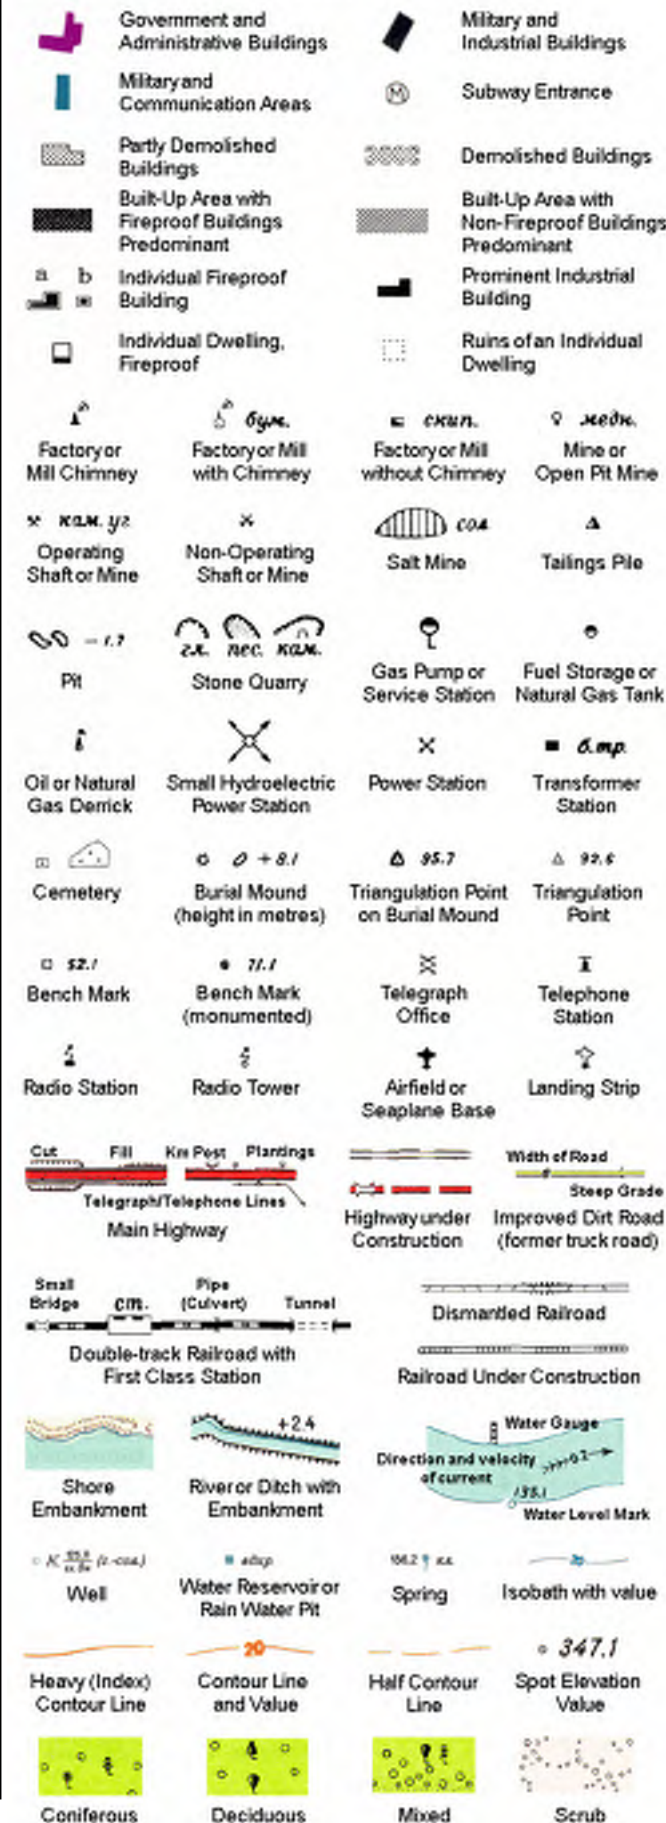 Government and
Administrative Buildings
Military and
Industrial Buildings
Military and
Communication Areas
M
Subway Entrance
Partly Demolished
Buildings
Demolished Buildings
Built-Up Area with
Fireproof Buildings
Predominant
Built-Up Area with
Non-Fireproof Buildings
Predominant
a b
Individual Fireproof
Building
Prominent Industrial
Building
Individual Dwelling,
Fireproof
Ruins of an Individual
Dwelling
бум. скип. медн.
Factory or
Mill Chimney
Factory or Mill
with Chimney
Factory or Mill
without Chimney
Mine or
Open Pit Mine
кам. уг
сол
Operating
Shaft or Mine
Non-Operating
Shaft or Mine
Salt Mine
Tailings Pile
гл. пес. кам.
Pit
Stone Quarry
Gas Pump or
Service Station
Fuel Storage or
Natural Gas Tank
б.тр.
Oil or Natural
Gas Derrick
Small Hydroelectric
Power Station
Power Station
Transformer
Station
+8.1 95.7 92.6
Cemetery
Burial Mound
(height in metres)
Triangulation Point
on Burial Mound
Triangulation
Point
52.1 71.1
Bench Mark
Bench Mark
(monumented)
Telegraph
Office
Telephone
Station
Radio Station
Radio Tower
Airfield or
Seaplane Base
Landing Strip
Cut Fill Km Post Plantings
Telegraph/Telephone Lines
Main Highway
Highway under
Construction
Width of Road
Steep Grade
Improved Dirt Road
(former truck road)
Small
Bridge
ст.
Pipe
(Culvert)
Tunnel
Double-track Railroad with
First Class Station
Dismantled Railroad
Railroad Under Construction
+2.4
Shore
Embankment
River or Ditch with
Embankment
Water Gauge
Direction and velocity
of current
0.2
135.1
Water Level Mark
Well
Water Reservoir or
Rain Water Pit
Spring
Isobath with value
20
347.1
Heavy (Index)
Contour Line
Contour Line
and Value
Half Contour
Line
Spot Elevation
Value
Coniferous
Deciduous
Mixed
Scrub